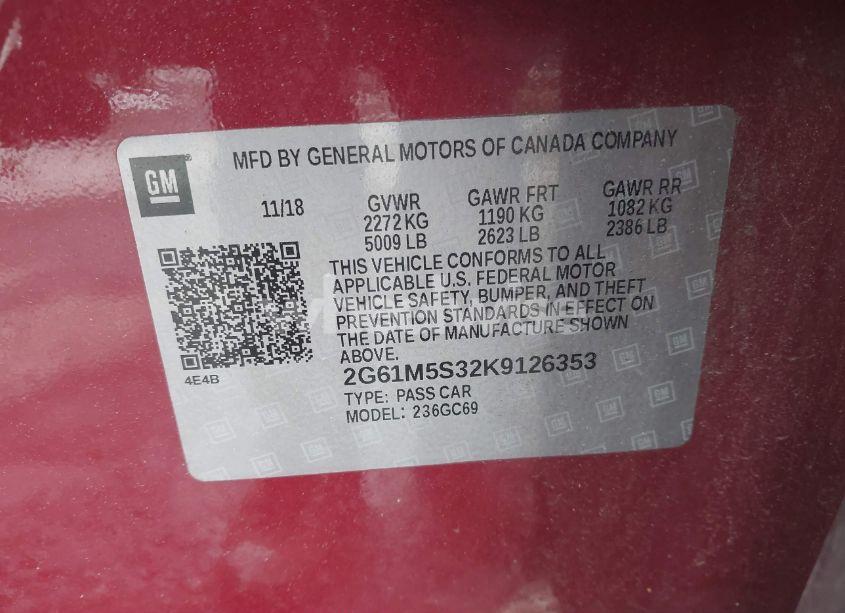 GM
MFD BY GENERAL MOTORS OF CANADA COMPANY
11/18
GVWR
2272 KG
5009 LB
GAWR FRT
1190 KG
2623 LB
GAWR RR
1082 KG
2386 LB
THIS VEHICLE CONFORMS TO ALL
APPLICABLE U.S. FEDERAL MOTOR
VEHICLE SAFETY, BUMPER, AND THEFT
PREVENTION STANDARDS IN EFFECT ON
THE DATE OF MANUFACTURE SHOWN
ABOVE.
4E4B
2G61M5S32K9126353
TYPE: PASS CAR
MODEL: 236GC69